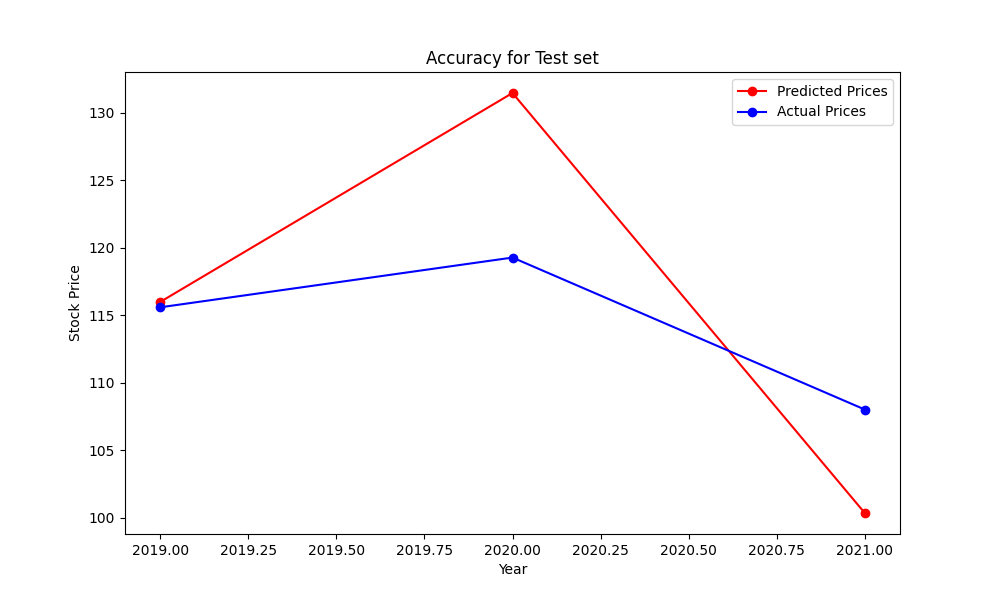 Accuracy for Test set
Predicted Prices
Actual Prices
130
125
120
115
110
105
100
Stock Price
2019.00 2019.25 2019.50 2019.75 2020.00 2020.25 2020.50 2020.75 2021.00
Year